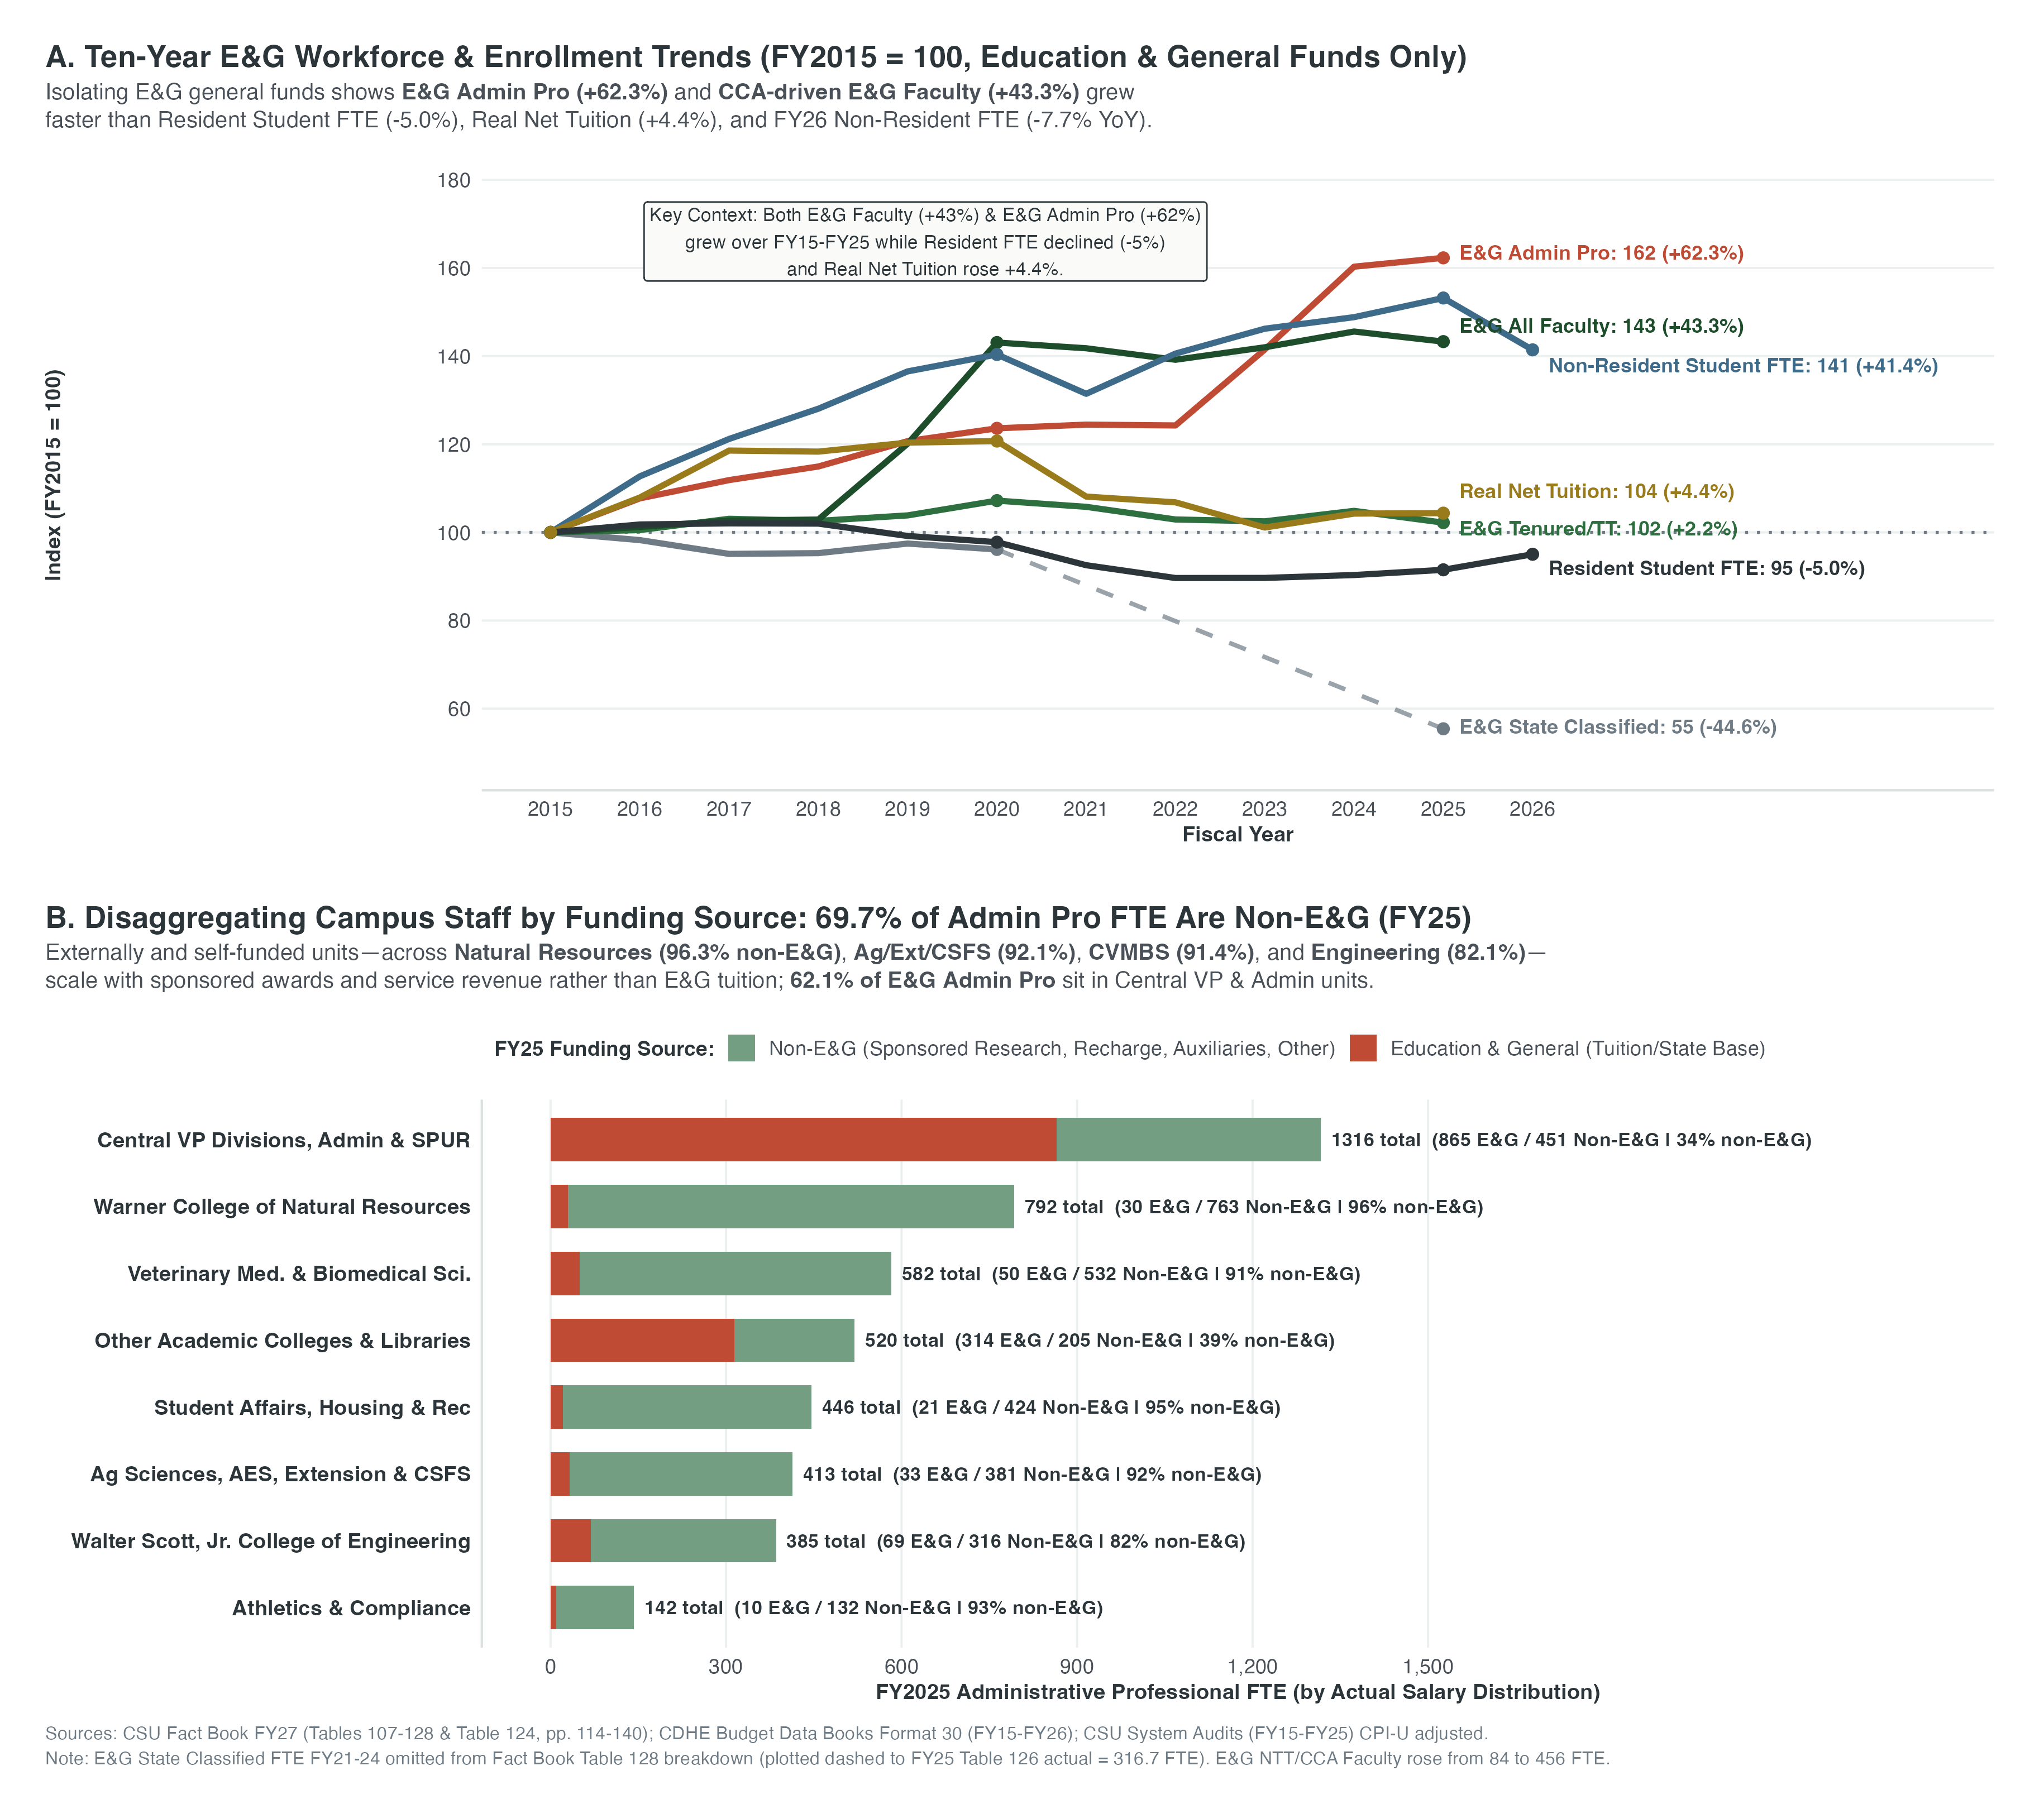 A. Ten-Year E&G Workforce & Enrollment Trends (FY2015 = 100, Education & General Funds Only)
Isolating E&G general funds shows E&G Admin Pro (+62.3%) and CCA-driven E&G Faculty (+43.3%) grew
faster than Resident Student FTE (-5.0%), Real Net Tuition (+4.4%), and FY26 Non-Resident FTE (-7.7% YoY).
Index (FY2015 = 100)
180
160
140
120
100
80
60
Key Context: Both E&G Faculty (+43%) & E&G Admin Pro (+62%)
grew over FY15-FY25 while Resident FTE declined (-5%)
and Real Net Tuition rose +4.4%.
E&G Admin Pro: 162 (+62.3%)
E&G All Faculty: 143 (+43.3%)
Non-Resident Student FTE: 141 (+41.4%)
Real Net Tuition: 104 (+4.4%)
E&G Tenured/TT: 102 (+2.2%)
Resident Student FTE: 95 (-5.0%)
E&G State Classified: 55 (-44.6%)
2015 2016 2017 2018 2019 2020 2021 2022 2023 2024 2025 2026
Fiscal Year
B. Disaggregating Campus Staff by Funding Source: 69.7% of Admin Pro FTE Are Non-E&G (FY25)
Externally and self-funded units—across Natural Resources (96.3% non-E&G), Ag/Ext/CSFS (92.1%), CVMBS (91.4%), and Engineering (82.1%)—
scale with sponsored awards and service revenue rather than E&G tuition; 62.1% of E&G Admin Pro sit in Central VP & Admin units.
FY25 Funding Source: Non-E&G (Sponsored Research, Recharge, Auxiliaries, Other) Education & General (Tuition/State Base)
Central VP Divisions, Admin & SPUR 1316 total (865 E&G / 451 Non-E&G | 34% non-E&G)
Warner College of Natural Resources 792 total (30 E&G / 763 Non-E&G | 96% non-E&G)
Veterinary Med. & Biomedical Sci. 582 total (50 E&G / 532 Non-E&G | 91% non-E&G)
Other Academic Colleges & Libraries 520 total (314 E&G / 205 Non-E&G | 39% non-E&G)
Student Affairs, Housing & Rec 446 total (21 E&G / 424 Non-E&G | 95% non-E&G)
Ag Sciences, AES, Extension & CSFS 413 total (33 E&G / 381 Non-E&G | 92% non-E&G)
Walter Scott, Jr. College of Engineering 385 total (69 E&G / 316 Non-E&G | 82% non-E&G)
Athletics & Compliance 142 total (10 E&G / 132 Non-E&G | 93% non-E&G)
0 300 600 900 1,200 1,500
FY2025 Administrative Professional FTE (by Actual Salary Distribution)
Sources: CSU Fact Book FY27 (Tables 107-128 & Table 124, pp. 114-140); CDHE Budget Data Books Format 30 (FY15-FY26); CSU System Audits (FY15-FY25) CPI-U adjusted.
Note: E&G State Classified FTE FY21-24 omitted from Fact Book Table 128 breakdown (plotted dashed to FY25 Table 126 actual = 316.7 FTE). E&G NTT/CCA Faculty rose from 84 to 456 FTE.